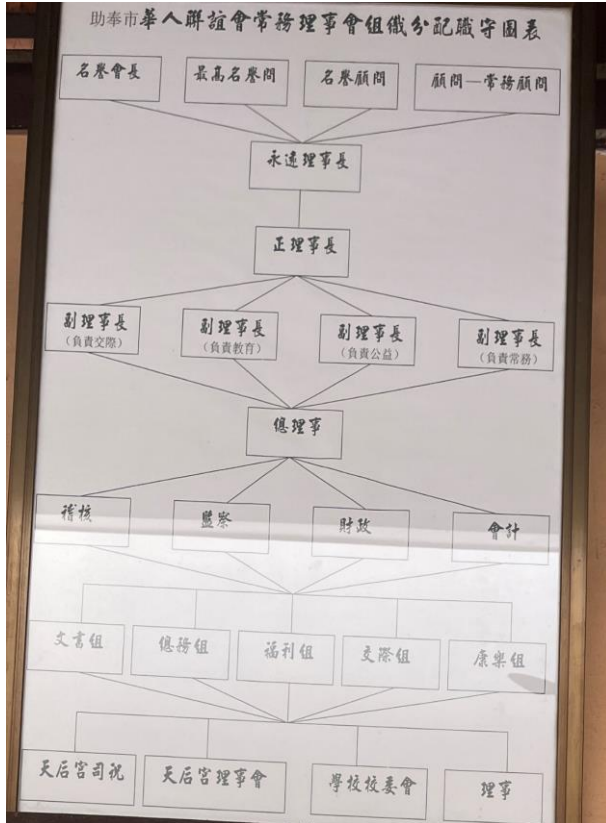 助奉市華人聯誼會常務理事會組織分配職守圖表
名譽會長
最高名譽問
名譽顧問
顧問—常務顧問
永遠理事長
正理事長
副理事長
(負責交際)
副理事長
(負責教育)
副理事長
(負責公益)
副理事長
(負責常務)
總理事
稽核
監察
財政
會計
文書組
總務組
福利組
交際組
康樂組
天后宮司祝
天后宮理事會
學校校委會
理事